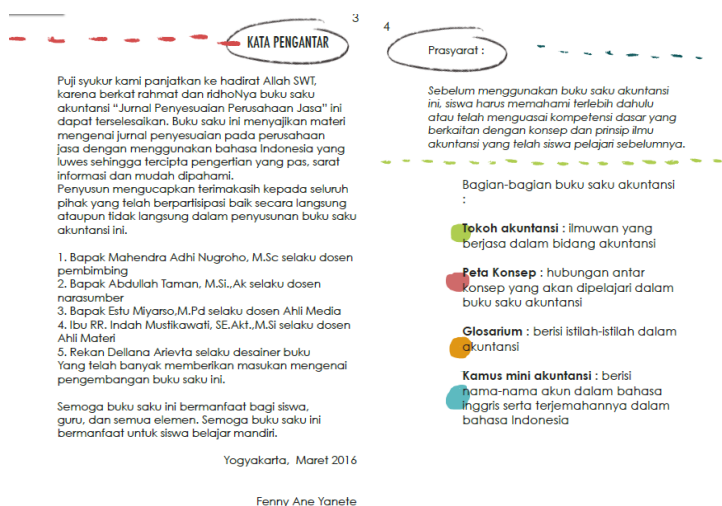 3
KATA PENGANTAR
Puji syukur kami panjatkan ke hadirat Allah SWT,
karena berkat rahmat dan ridhoNya buku saku
akuntansi “Jurnal Penyesuaian Perusahaan Jasa” ini
dapat terselesaikan. Buku saku ini menyajikan materi
mengenai jurnal penyesuaian pada perusahaan
jasa dengan menggunakan bahasa Indonesia yang
luwes sehingga tercipta pengertian yang pas, sarat
informasi dan mudah dipahami.
Penyusun mengucapkan terimakasih kepada seluruh
pihak yang telah berpartisipasi baik secara langsung
ataupun tidak langsung dalam penyusunan buku saku
akuntansi ini.
1. Bapak Mahendra Adhi Nugroho, M.Sc selaku dosen
pembimbing
2. Bapak Abdullah Taman, M.Si.,Ak selaku dosen
narasumber
3. Bapak Estu Miyarso,M.Pd selaku dosen Ahli Media
4. Ibu RR. Indah Mustikawati, SE.Akt.,M.Si selaku dosen
Ahli Materi
5. Rekan Dellana Arievta selaku desainer buku
Yang telah banyak memberikan masukan mengenai
pengembangan buku saku ini.
Semoga buku saku ini bermanfaat bagi siswa,
guru, dan semua elemen. Semoga buku saku ini
bermanfaat untuk siswa belajar mandiri.
Yogyakarta, Maret 2016
Fenny Ane Yanete
4
Prasyarat :
Sebelum menggunakan buku saku akuntansi
ini, siswa harus memahami terlebih dahulu
atau telah menguasai kompetensi dasar yang
berkaitan dengan konsep dan prinsip ilmu
akuntansi yang telah siswa pelajari sebelumnya.
Bagian-bagian buku saku akuntansi
:
Tokoh akuntansi : ilmuwan yang
berjasa dalam bidang akuntansi
Peta Konsep : hubungan antar
konsep yang akan dipelajari dalam
buku saku akuntansi
Glosarium : berisi istilah-istilah dalam
akuntansi
Kamus mini akuntansi : berisi
nama-nama akun dalam bahasa
inggris serta terjemahannya dalam
bahasa Indonesia